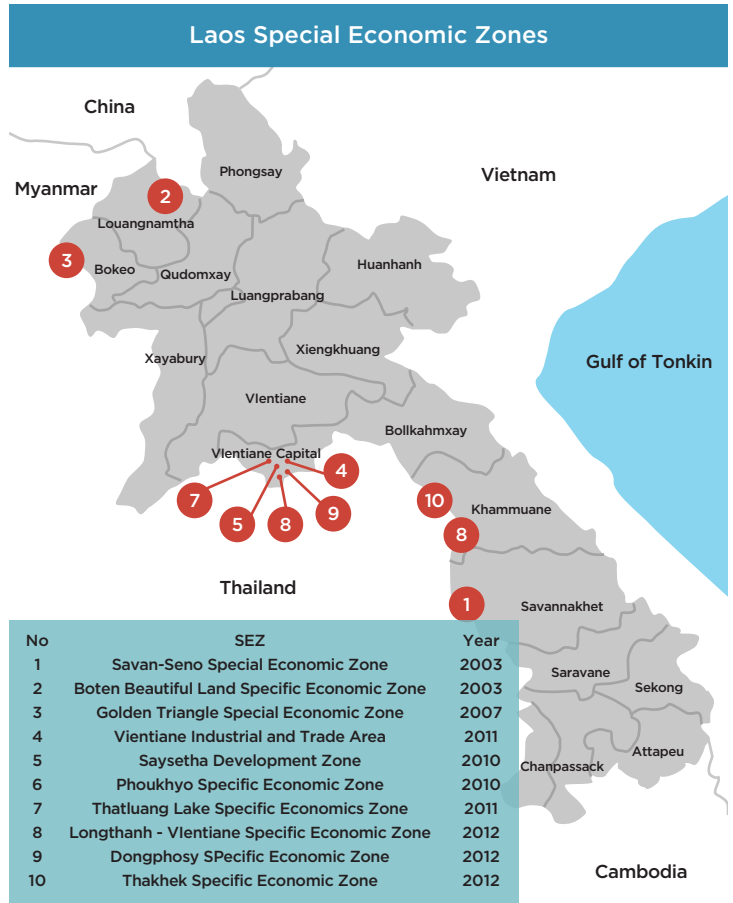 Laos Special Economic Zones
China
Phongsay
Vietnam
Myanmar
2
Louangnamtha
3
Bokeo
Qudomxay
Huanhanh
Luangprabang
Xayabury
Xiengkhuang
Gulf of Tonkin
VIentiane
Bollkahmxay
VIentiane Capital
4
7
10
Khammuane
5
8
9
8
Thailand
1
Savannakhet
Saravane
Sekong
Attapeu
Chanpassack
Cambodia
No SEZ Year
1 Savan-Seno Special Economic Zone 2003
2 Boten Beautiful Land Specific Economic Zone 2003
3 Golden Triangle Special Economic Zone 2007
4 Vientiane Industrial and Trade Area 2011
5 Saysetha Development Zone 2010
6 Phoukhyo Specific Economic Zone 2010
7 Thatluang Lake Specific Economics Zone 2011
8 Longthanh - VIentiane Specific Economic Zone 2012
9 Dongphosy SPecific Economic Zone 2012
10 Thakhek Specific Economic Zone 2012